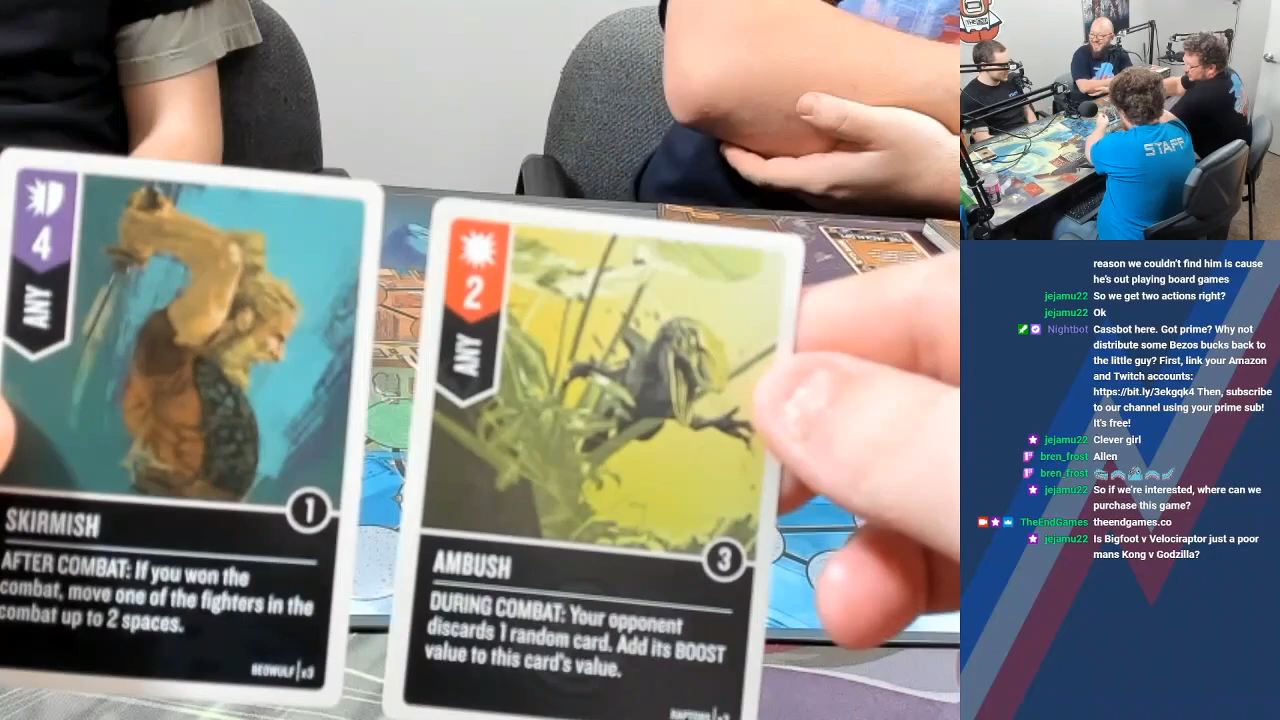 4
ANY
SKIRMISH
1
AFTER COMBAT: If you won the
combat, move one of the fighters in the
combat up to 2 spaces.
BEOWULF x3
2
ANY
AMBUSH
3
DURING COMBAT: Your opponent
discards 1 random card. Add its BOOST
value to this card's value.
STAFF
reason we couldn't find him is cause
he's out playing board games
jejamu22 So we get two actions right?
jejamu22 Ok
Nightbot Cassbot here. Got prime? Why not
distribute some Bezos bucks back to
the little guy? First, link your Amazon
and Twitch accounts:
https://bit.ly/3ekgqk4 Then, subscribe
to our channel using your prime sub!
It's free!
jejamu22 Clever girl
bren_frost Allen
bren_frost
jejamu22 So if we're interested, where can we
purchase this game?
TheEndGames theendgames.co
jejamu22 Is Bigfoot v Velociraptor just a poor
mans Kong v Godzilla?